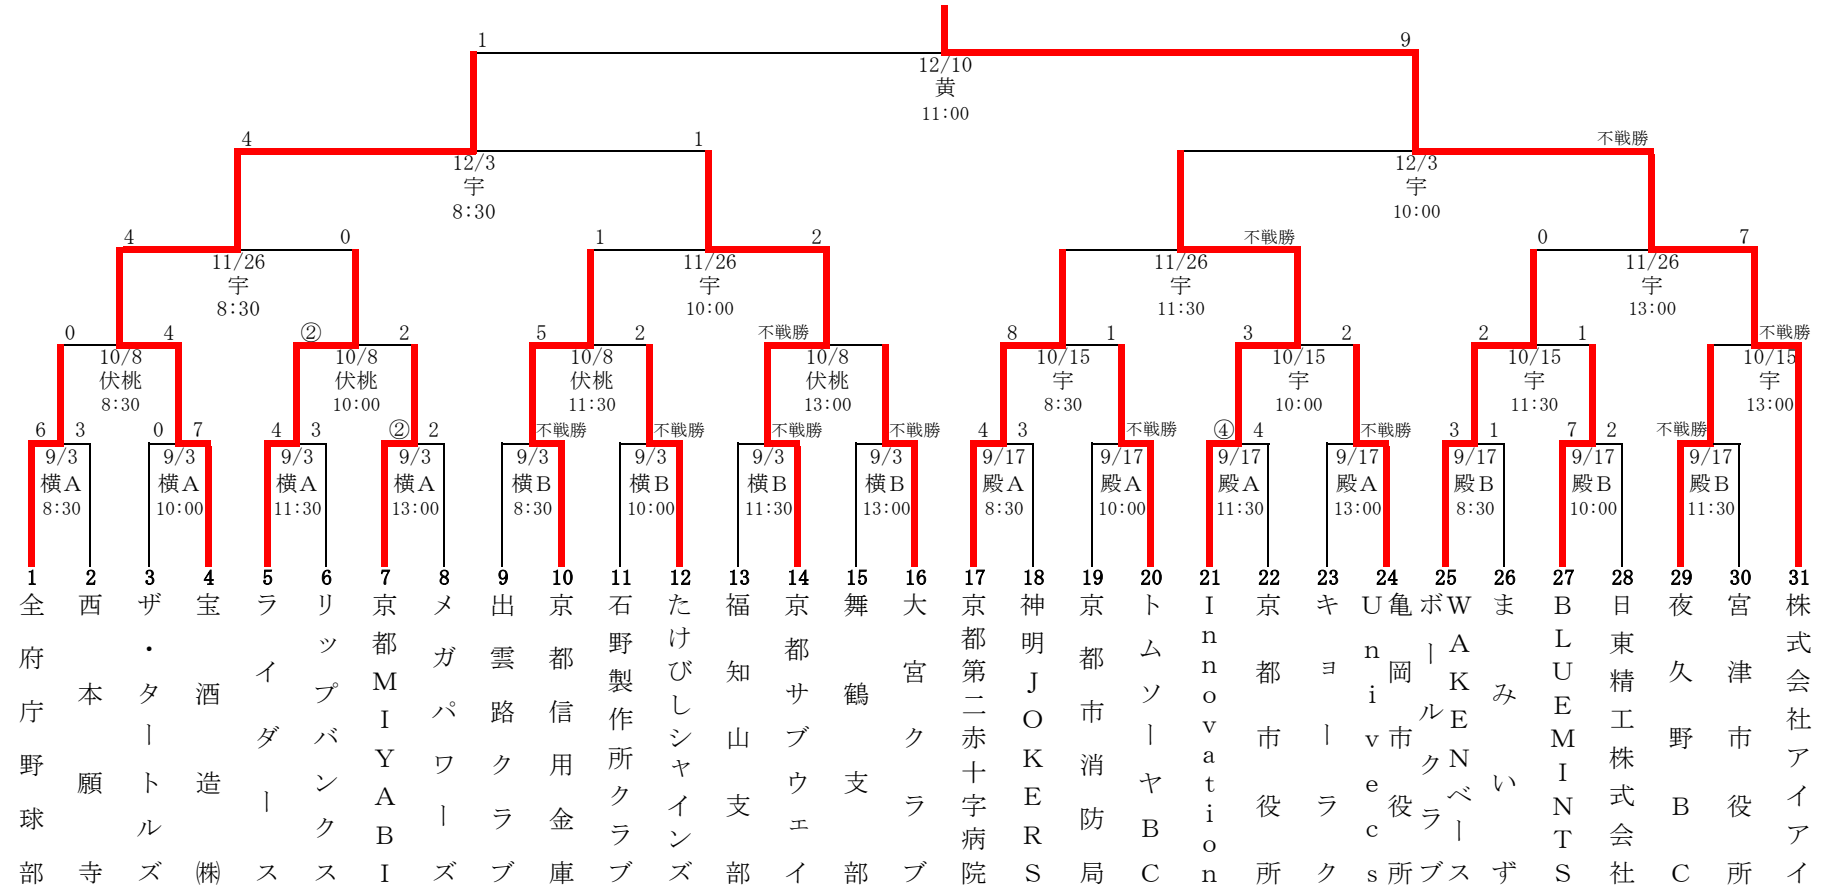 1 9
12/10
黄
11:00
4 1 不戦勝
12/3 12/3
宇 宇
8:30 10:00
4 0 1 2 不戦勝 0 7
11/26 11/26 11/26 11/26
宇 宇 宇 宇
8:30 10:00 11:30 13:00
0 4 ② 2 5 2 不戦勝 8 1 3 2 2 1 不戦勝
10/8 10/8 10/8 10/8 10/15 10/15 10/15 10/15
伏桃 伏桃 伏桃 伏桃 宇 宇 宇 宇
8:30 10:00 11:30 13:00 8:30 10:00 11:30 13:00
6 3 0 7 4 3 ② 2 不戦勝 不戦勝 不戦勝 不戦勝 4 3 不戦勝 ④ 4 不戦勝 3 1 7 2 不戦勝
9/3 9/3 9/3 9/3 9/3 9/3 9/3 9/3 9/17 9/17 9/17 9/17 9/17 9/17 9/17
横A 横A 横A 横A 横B 横B 横B 横B 殿A 殿A 殿A 殿A 殿B 殿B 殿B
8:30 10:00 11:30 13:00 8:30 10:00 11:30 13:00 8:30 10:00 11:30 13:00 8:30 10:00 11:30
1 2 3 4 5 6 7 8 9 10 11 12 13 14 15 16 17 18 19 20 21 22 23 24 25 26 27 28 29 30 31
全府庁野球部
西本願寺
ザ・タートルズ
宝酒造㈱
ライダース
リップバンクス
京都MIYABI
メガパワーズ
出雲路クラブ
京都信用金庫
石野製作所クラブ
たけびしシャインズ
福知山支部
京都サブウェイ
舞鶴支部
大宮クラブ
京都第二赤十字病院
神明JOKERS
京都市消防局
トムソーヤBC
Innovation
京都市役所
キョーラク
亀岡市役所
Univecs
WAKENベース
ボールクラブ
まみいず
BLUEMINTS
日東精工株式会社
夜久野BC
宮津市役所
株式会社アイアイ